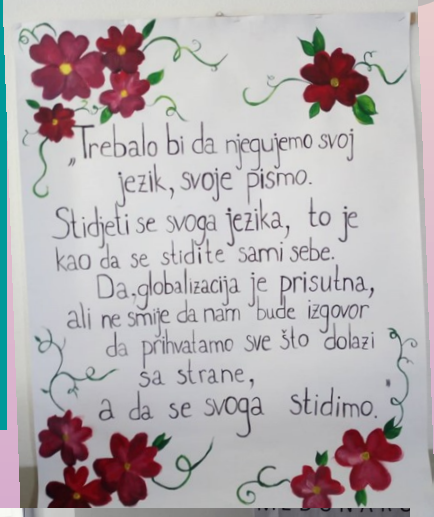 „Trebalo bi da njegujemo svoj
jezik, svoje pismo.
Stidjeti se svoga jezika, to je
kao da se stidite sami sebe.
Da, globalizacija je prisutna,
ali ne smije da nam bude izgovor
da prihvatamo sve što dolazi
sa strane,
a da se svoga stidimo.